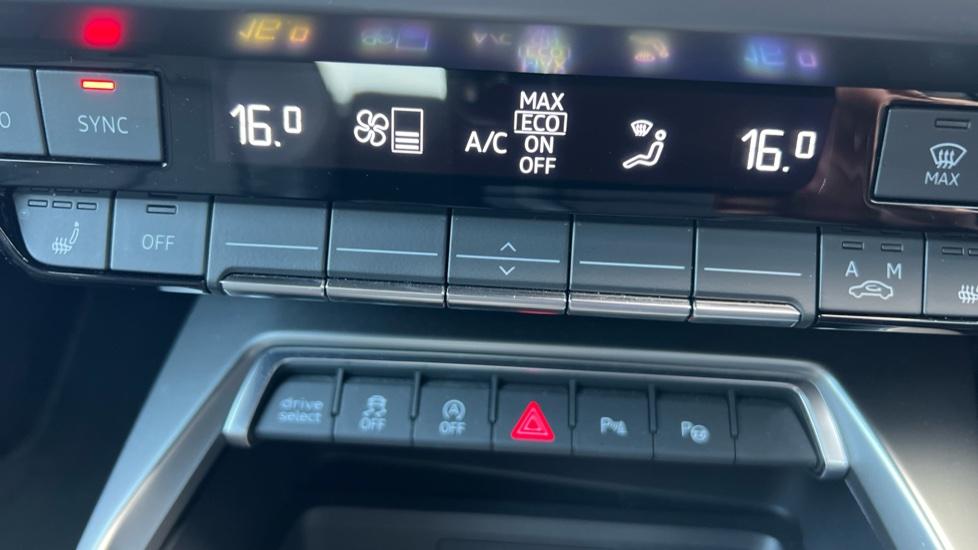 SYNC
16.0
A/C
MAX
ECO
ON
OFF
16.0
MAX
OFF
A M
drive
select
OFF
A
OFF
P
P